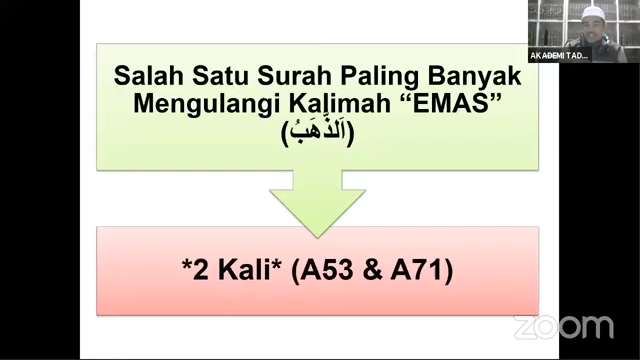 Salah Satu Surah Paling Banyak
Mengulangi Kalimah “EMAS”
(اَلذَّهَبُ)
*2 Kali* (A53 & A71)
AKADEMI TAD...
zoom